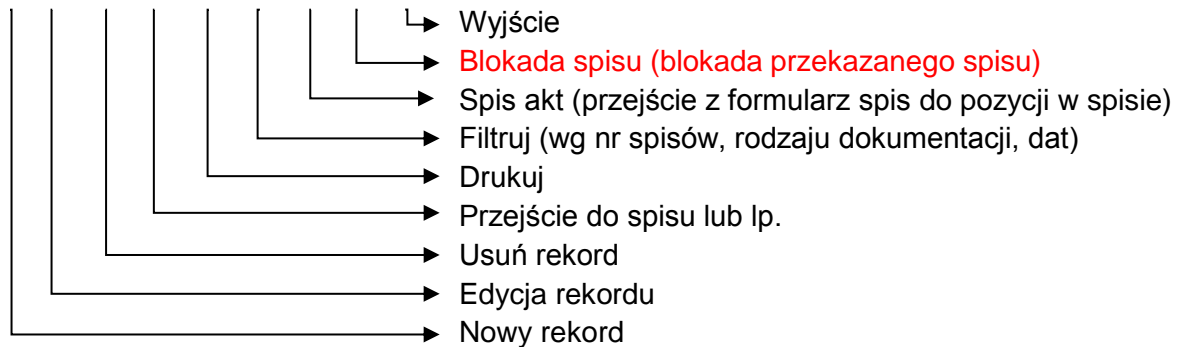 Wyjście
Blokada spisu (blokada przekazanego spisu)
Spis akt (przejście z formularz spis do pozycji w spisie)
Filtruj (wg nr spisów, rodzaju dokumentacji, dat)
Drukuj
Przejście do spisu lub lp.
Usuń rekord
Edycja rekordu
Nowy rekord